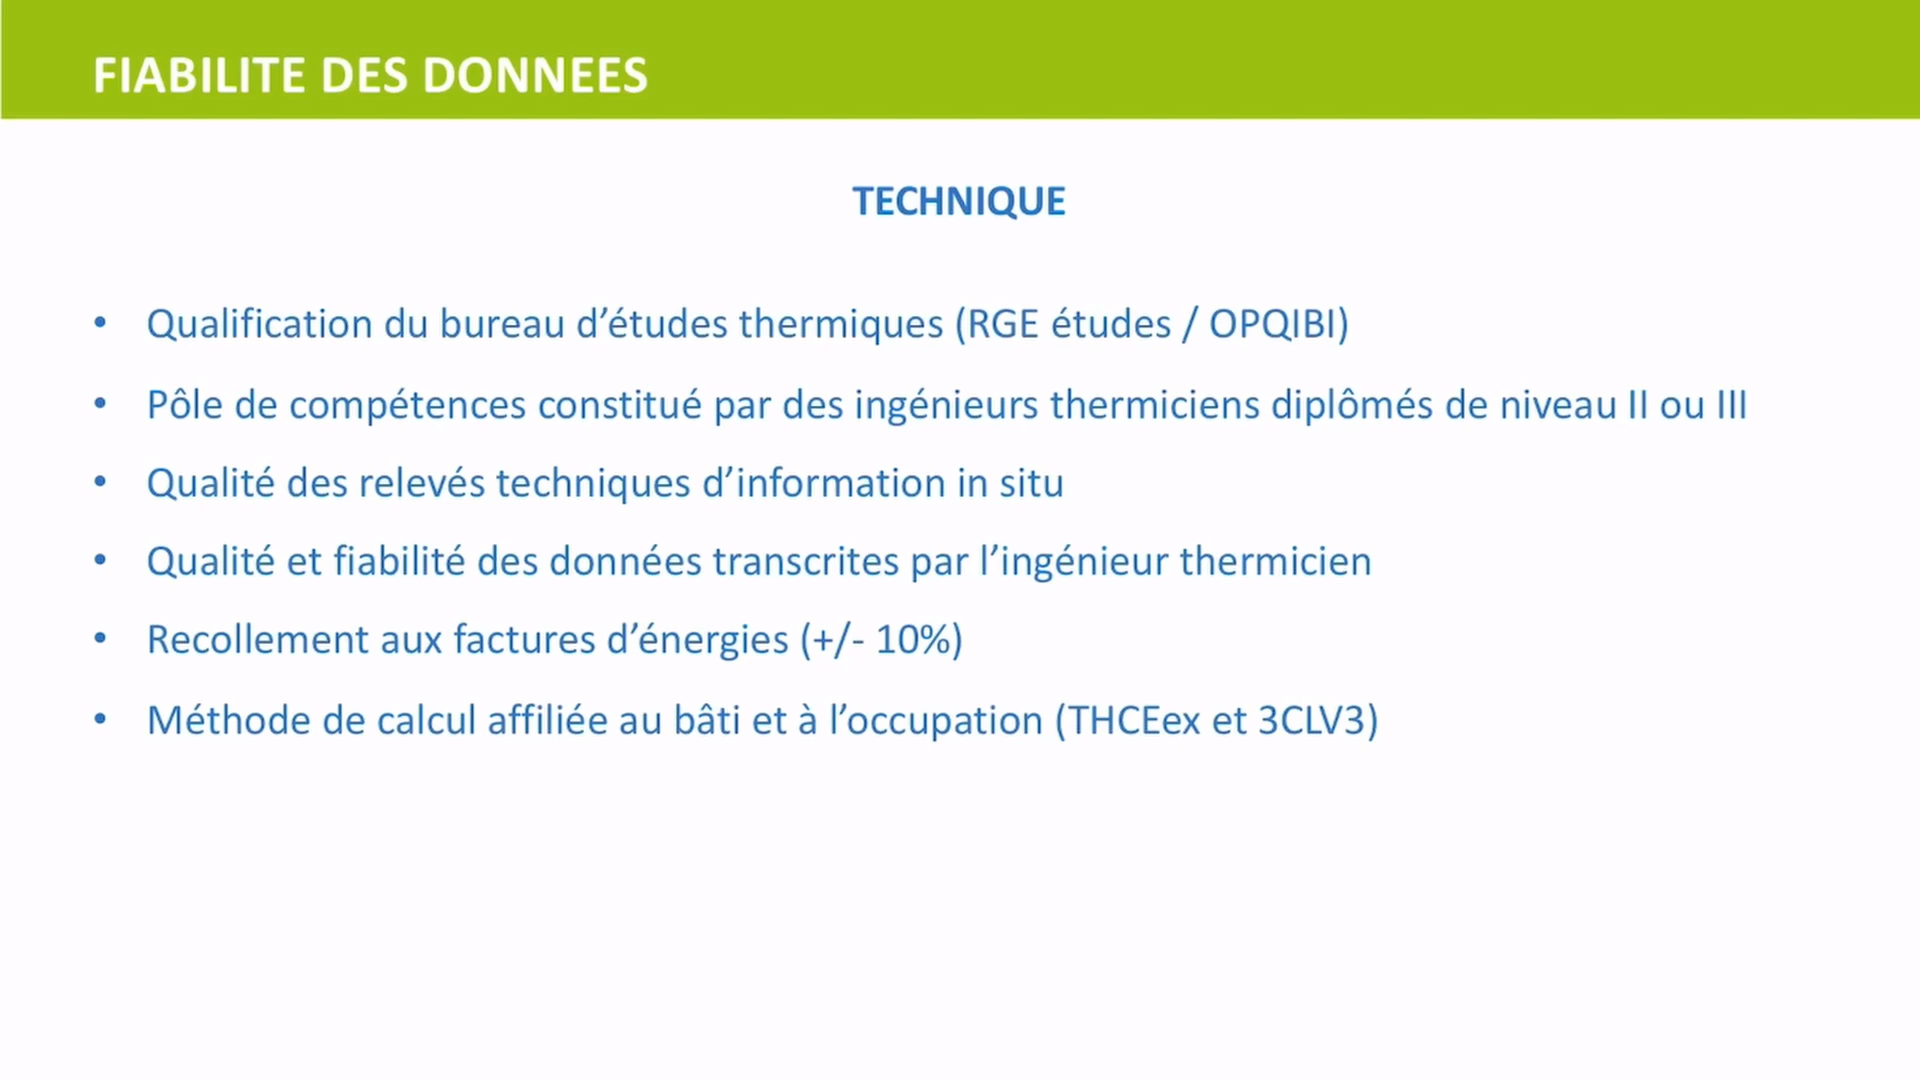 FIABILITE DES DONNEES
TECHNIQUE
• Qualification du bureau d’études thermiques (RGE études / OPQIBI)
• Pôle de compétences constitué par des ingénieurs thermiciens diplômés de niveau II ou III
• Qualité des relevés techniques d’information in situ
• Qualité et fiabilité des données transcrites par l’ingénieur thermicien
• Recollement aux factures d’énergies (+/- 10%)
• Méthode de calcul affiliée au bâti et à l’occupation (THCEex et 3CLV3)